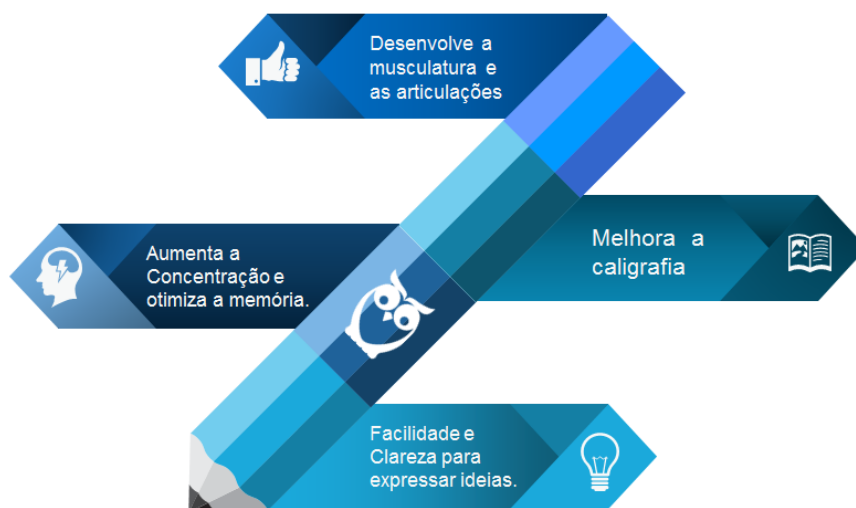 Desenvolve a
musculatura e
as articulações
Melhora a
caligrafia
Aumenta a
Concentração e
otimiza a memória.
Facilidade e
Clareza para
expressar ideias.